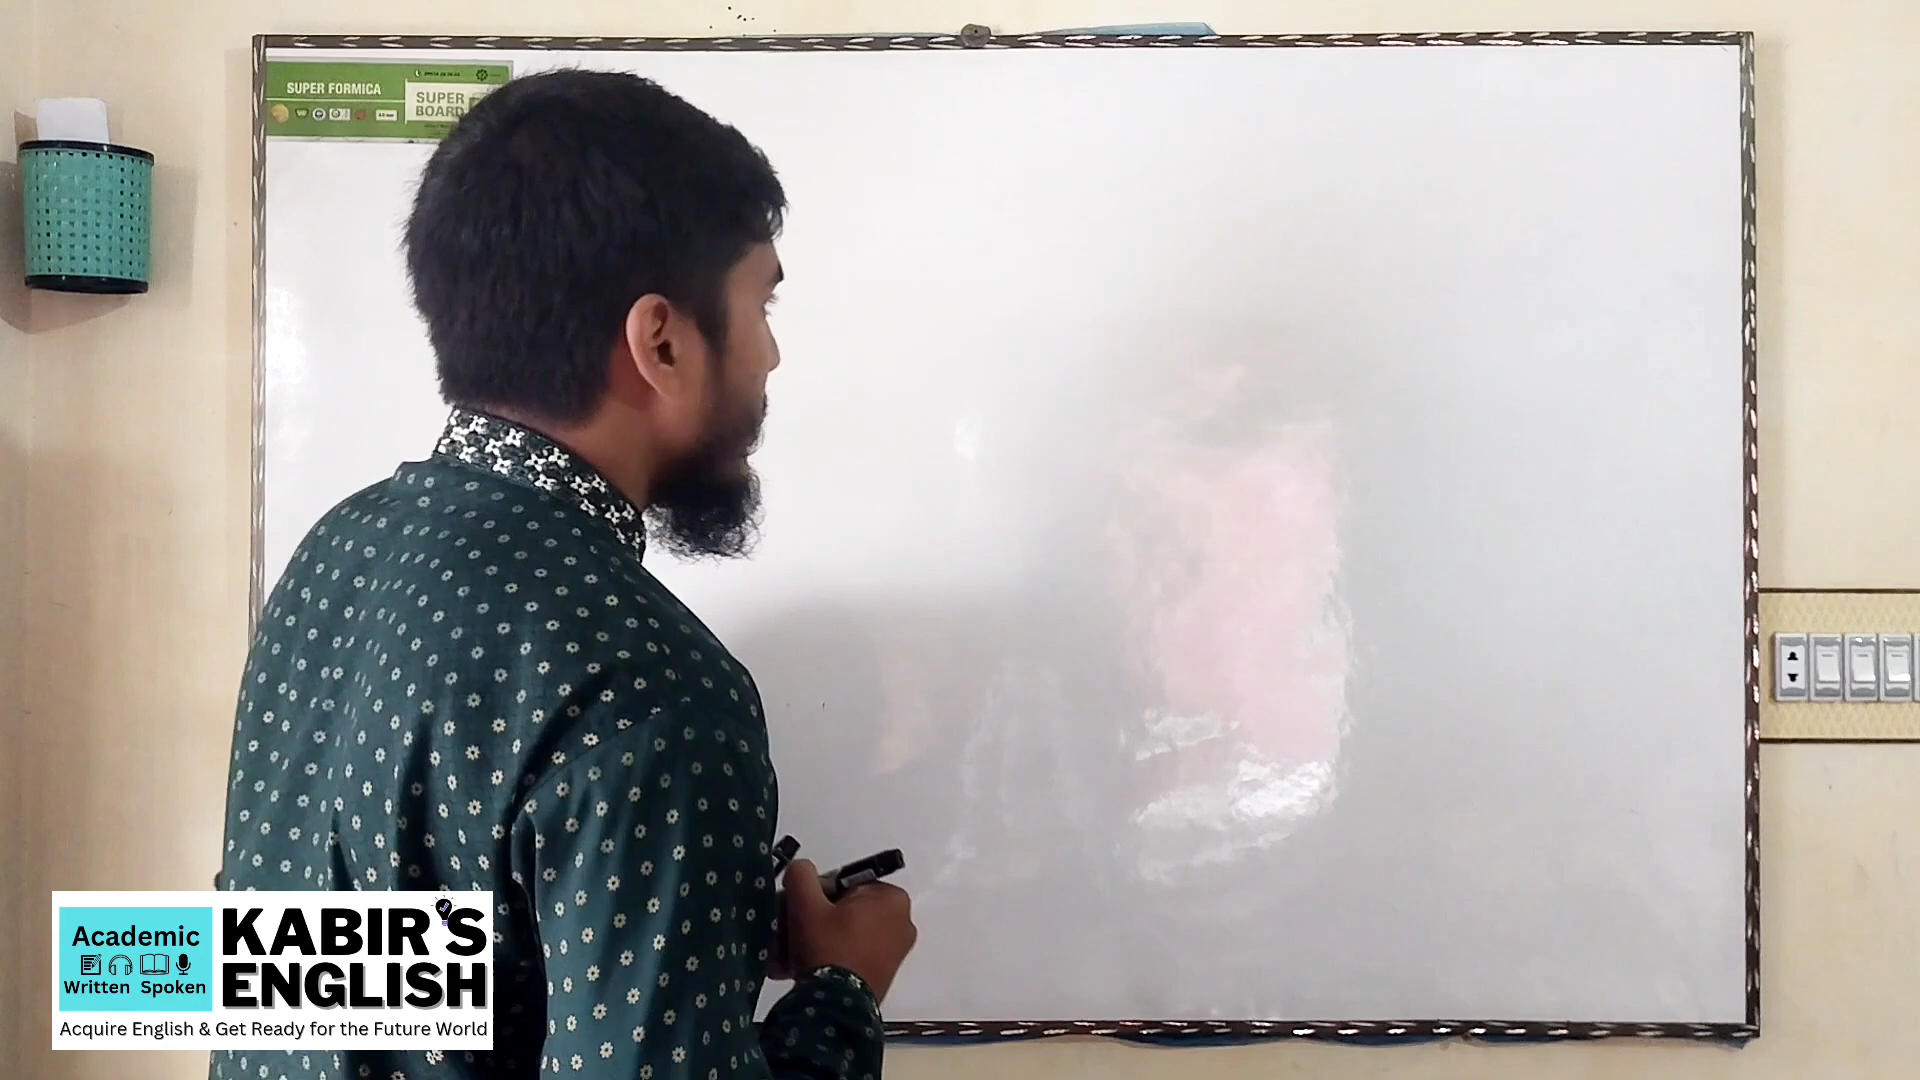 SUPER FORMICA
SUPER
BOARD
Academic
Written Spoken
KABIR'S
ENGLISH
Acquire English & Get Ready for the Future World